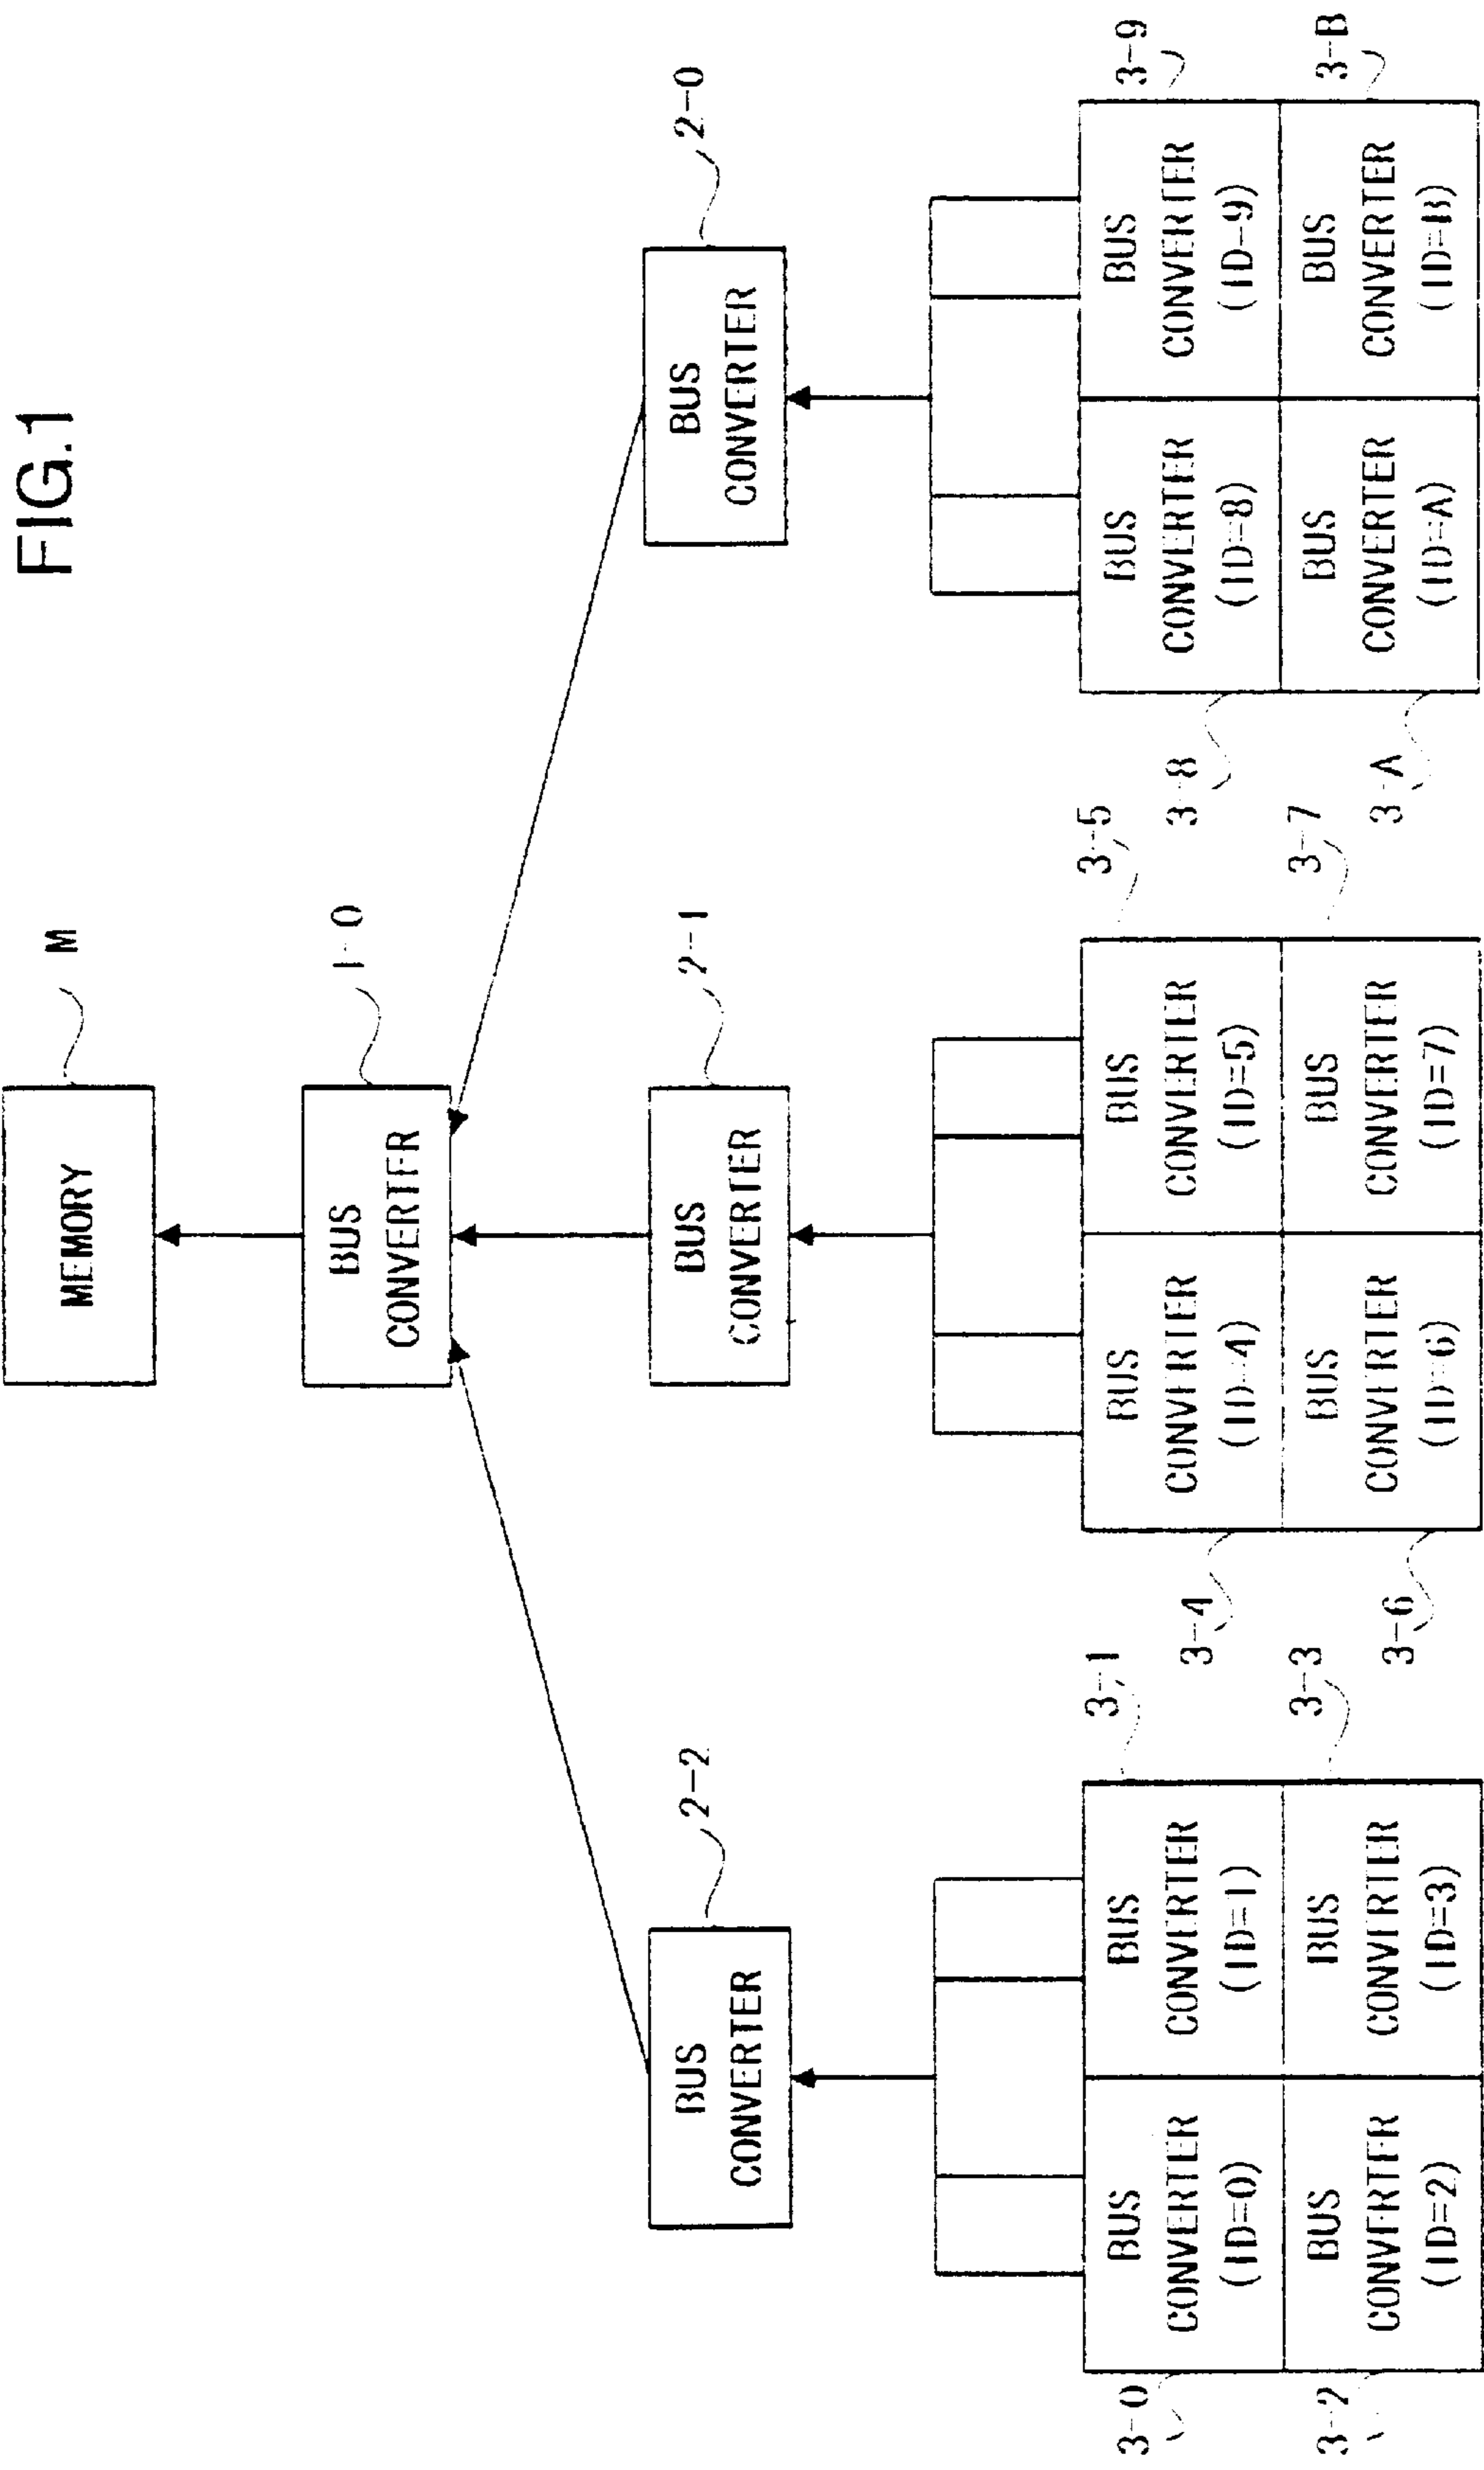 FIG.1
MEMORY
M
BUS
CONVERTER
1-0
BUS
CONVERTER
2-2
BUS
CONVERTER
2-1
BUS
CONVERTER
2-0
3-1
BUS
CONVERTER
(ID=0)
BUS
CONVERTER
(ID=1)
3-0
3-3
BUS
CONVERTER
(ID=2)
BUS
CONVERTER
(ID=3)
3-2
3-5
BUS
CONVERTER
(ID=4)
BUS
CONVERTER
(ID=5)
3-4
3-7
BUS
CONVERTER
(ID=6)
BUS
CONVERTER
(ID=7)
3-6
3-9
BUS
CONVERTER
(ID=8)
BUS
CONVERTER
(ID-9)
3-8
3-B
BUS
CONVERTER
(ID=A)
BUS
CONVERTER
(ID=B)
3-A